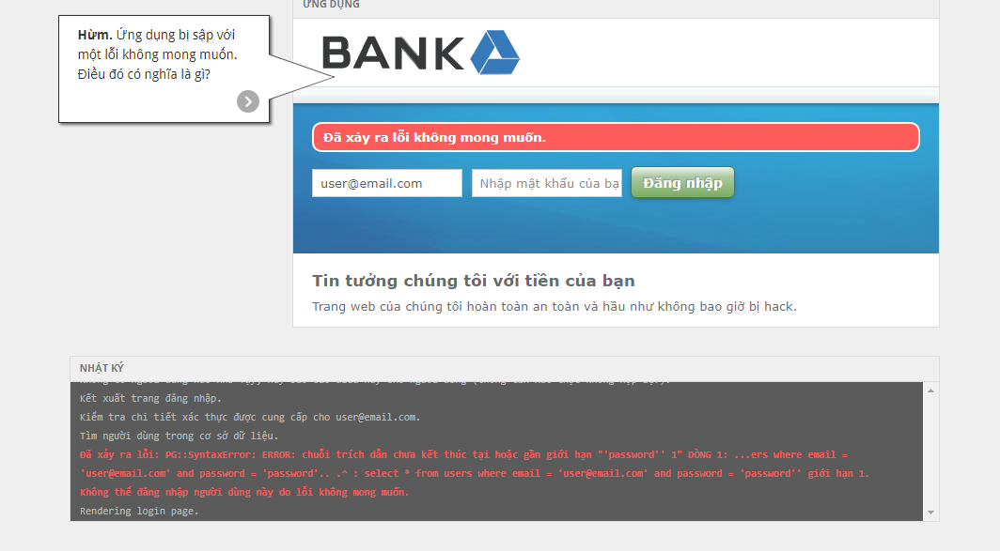 ỨNG DỤNG
Hừm. Ứng dụng bị sập với
một lỗi không mong muốn.
Điều đó có nghĩa là gì?
BANK
Đã xảy ra lỗi không mong muốn.
user@email.com
Nhập mật khẩu của bạ
Đăng nhập
Tin tưởng chúng tôi với tiền của bạn
Trang web của chúng tôi hoàn toàn an toàn và hầu như không bao giờ bị hack.
NHẬT KÝ
Kết xuất trang đăng nhập.
Kiểm tra chi tiết xác thực được cung cấp cho user@email.com.
Tìm người dùng trong cơ sở dữ liệu.
Đã xảy ra lỗi: PG::SyntaxError: ERROR: chuỗi trích dẫn chưa kết thúc tại hoặc gần giới hạn "'password'' 1" DÒNG 1: ...ers where email =
'user@email.com' and password = 'password'.. .^ : select * from users where email = 'user@email.com' and password = 'password'' giới hạn 1.
Không thể đăng nhập người dùng này do lỗi không mong muốn.
Rendering login page.